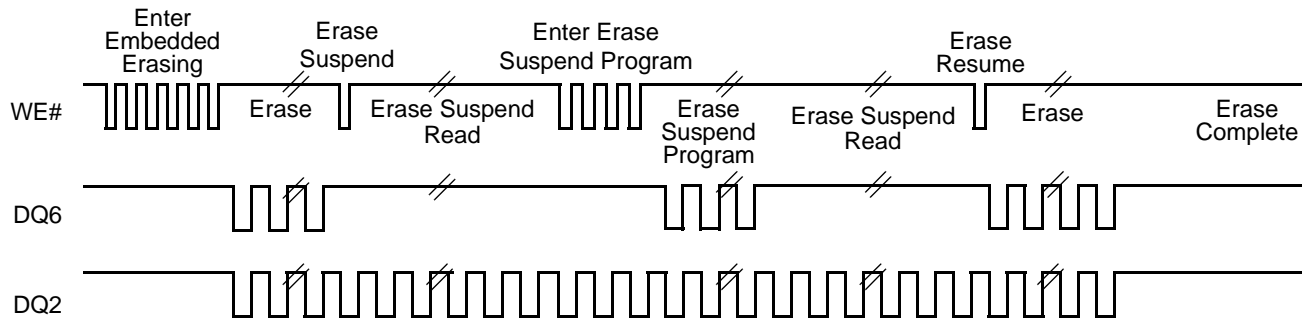 Enter
Embedded
Erasing
Erase
Suspend
Enter Erase
Suspend Program
Erase
Resume
WE#
Erase
Erase Suspend
Read
Erase
Suspend
Program
Erase Suspend
Read
Erase
Erase
Complete
DQ6
DQ2